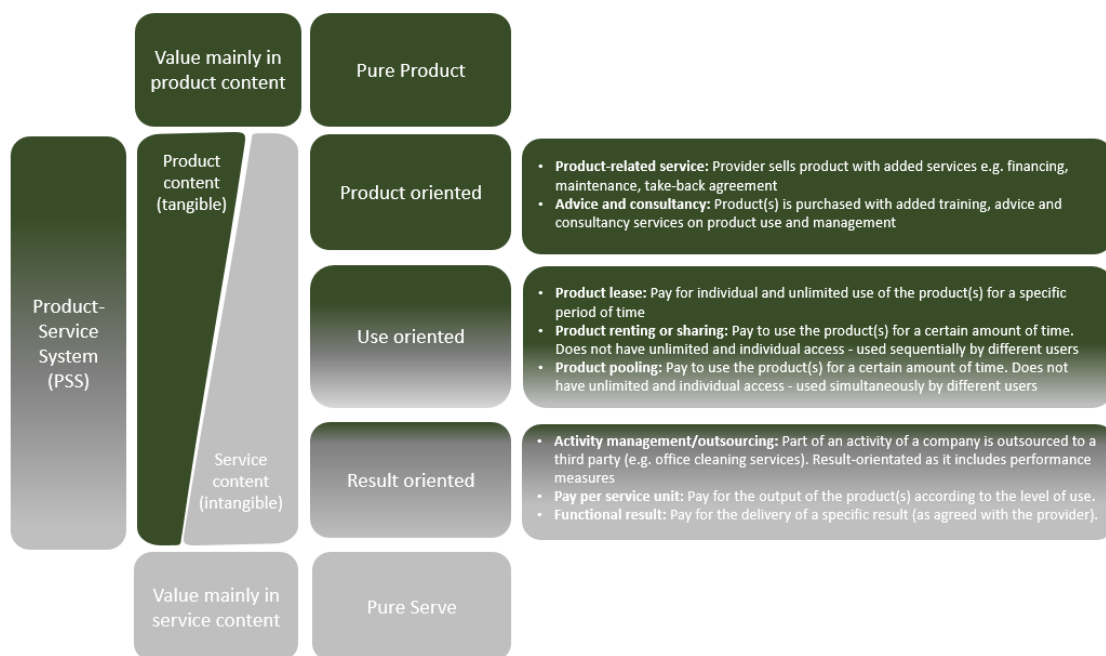 Value mainly in
product content
Pure Product
Product-
Service
System
(PSS)
Product
content
(tangible)
Service
content
(intangible)
Product oriented
• Product-related service: Provider sells product with added services e.g. financing,
maintenance, take-back agreement
• Advice and consultancy: Product(s) is purchased with added training, advice and
consultancy services on product use and management
Use oriented
• Product lease: Pay for individual and unlimited use of the product(s) for a specific
period of time
• Product renting or sharing: Pay to use the product(s) for a certain amount of time.
Does not have unlimited and individual access - used sequentially by different users
• Product pooling: Pay to use the product(s) for a certain amount of time. Does not
have unlimited and individual access - used simultaneously by different users
Result oriented
• Activity management/outsourcing: Part of an activity of a company is outsourced to a
third party (e.g. office cleaning services). Result-orientated as it includes performance
measures
• Pay per service unit: Pay for the output of the product(s) according to the level of use.
• Functional result: Pay for the delivery of a specific result (as agreed with the provider).
Value mainly in
service content
Pure Serve